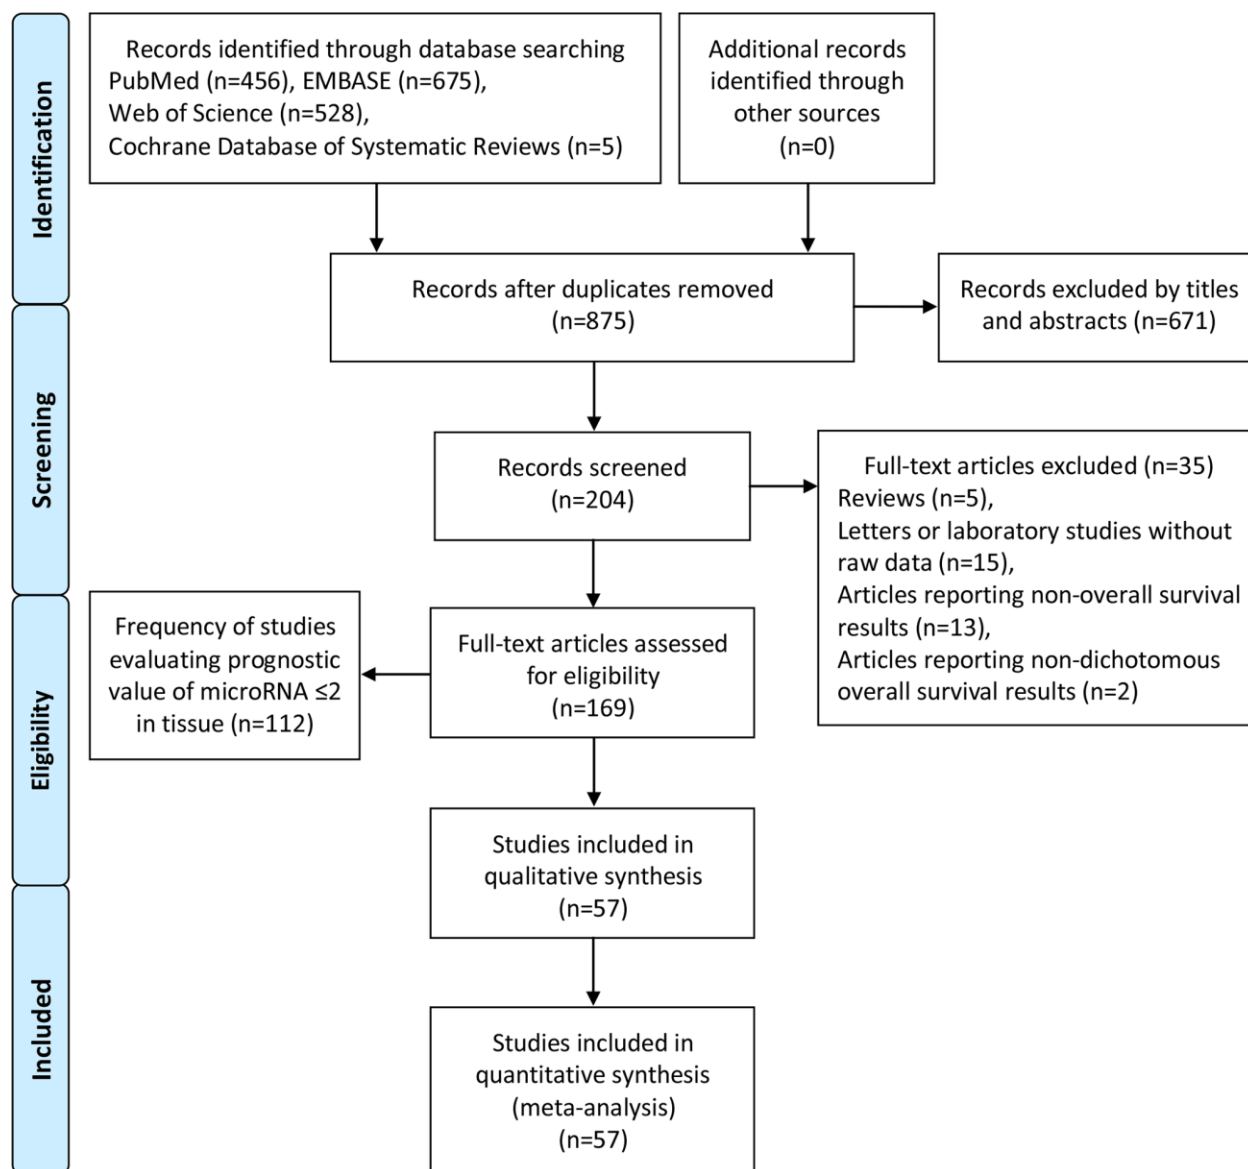 Identification
Records identified through database searching
PubMed (n=456), EMBASE (n=675),
Web of Science (n=528),
Cochrane Database of Systematic Reviews (n=5)
Additional records
identified through
other sources
(n=0)
Records after duplicates removed
(n=875)
Records excluded by titles
and abstracts (n=671)
Screening
Records screened
(n=204)
Full-text articles excluded (n=35)
Reviews (n=5),
Letters or laboratory studies without
raw data (n=15),
Articles reporting non-overall survival
results (n=13),
Articles reporting non-dichotomous
overall survival results (n=2)
Eligibility
Frequency of studies
evaluating prognostic
value of microRNA ≤2
in tissue (n=112)
Full-text articles assessed
for eligibility
(n=169)
Studies included in
qualitative synthesis
(n=57)
Included
Studies included in
quantitative synthesis
(meta-analysis)
(n=57)